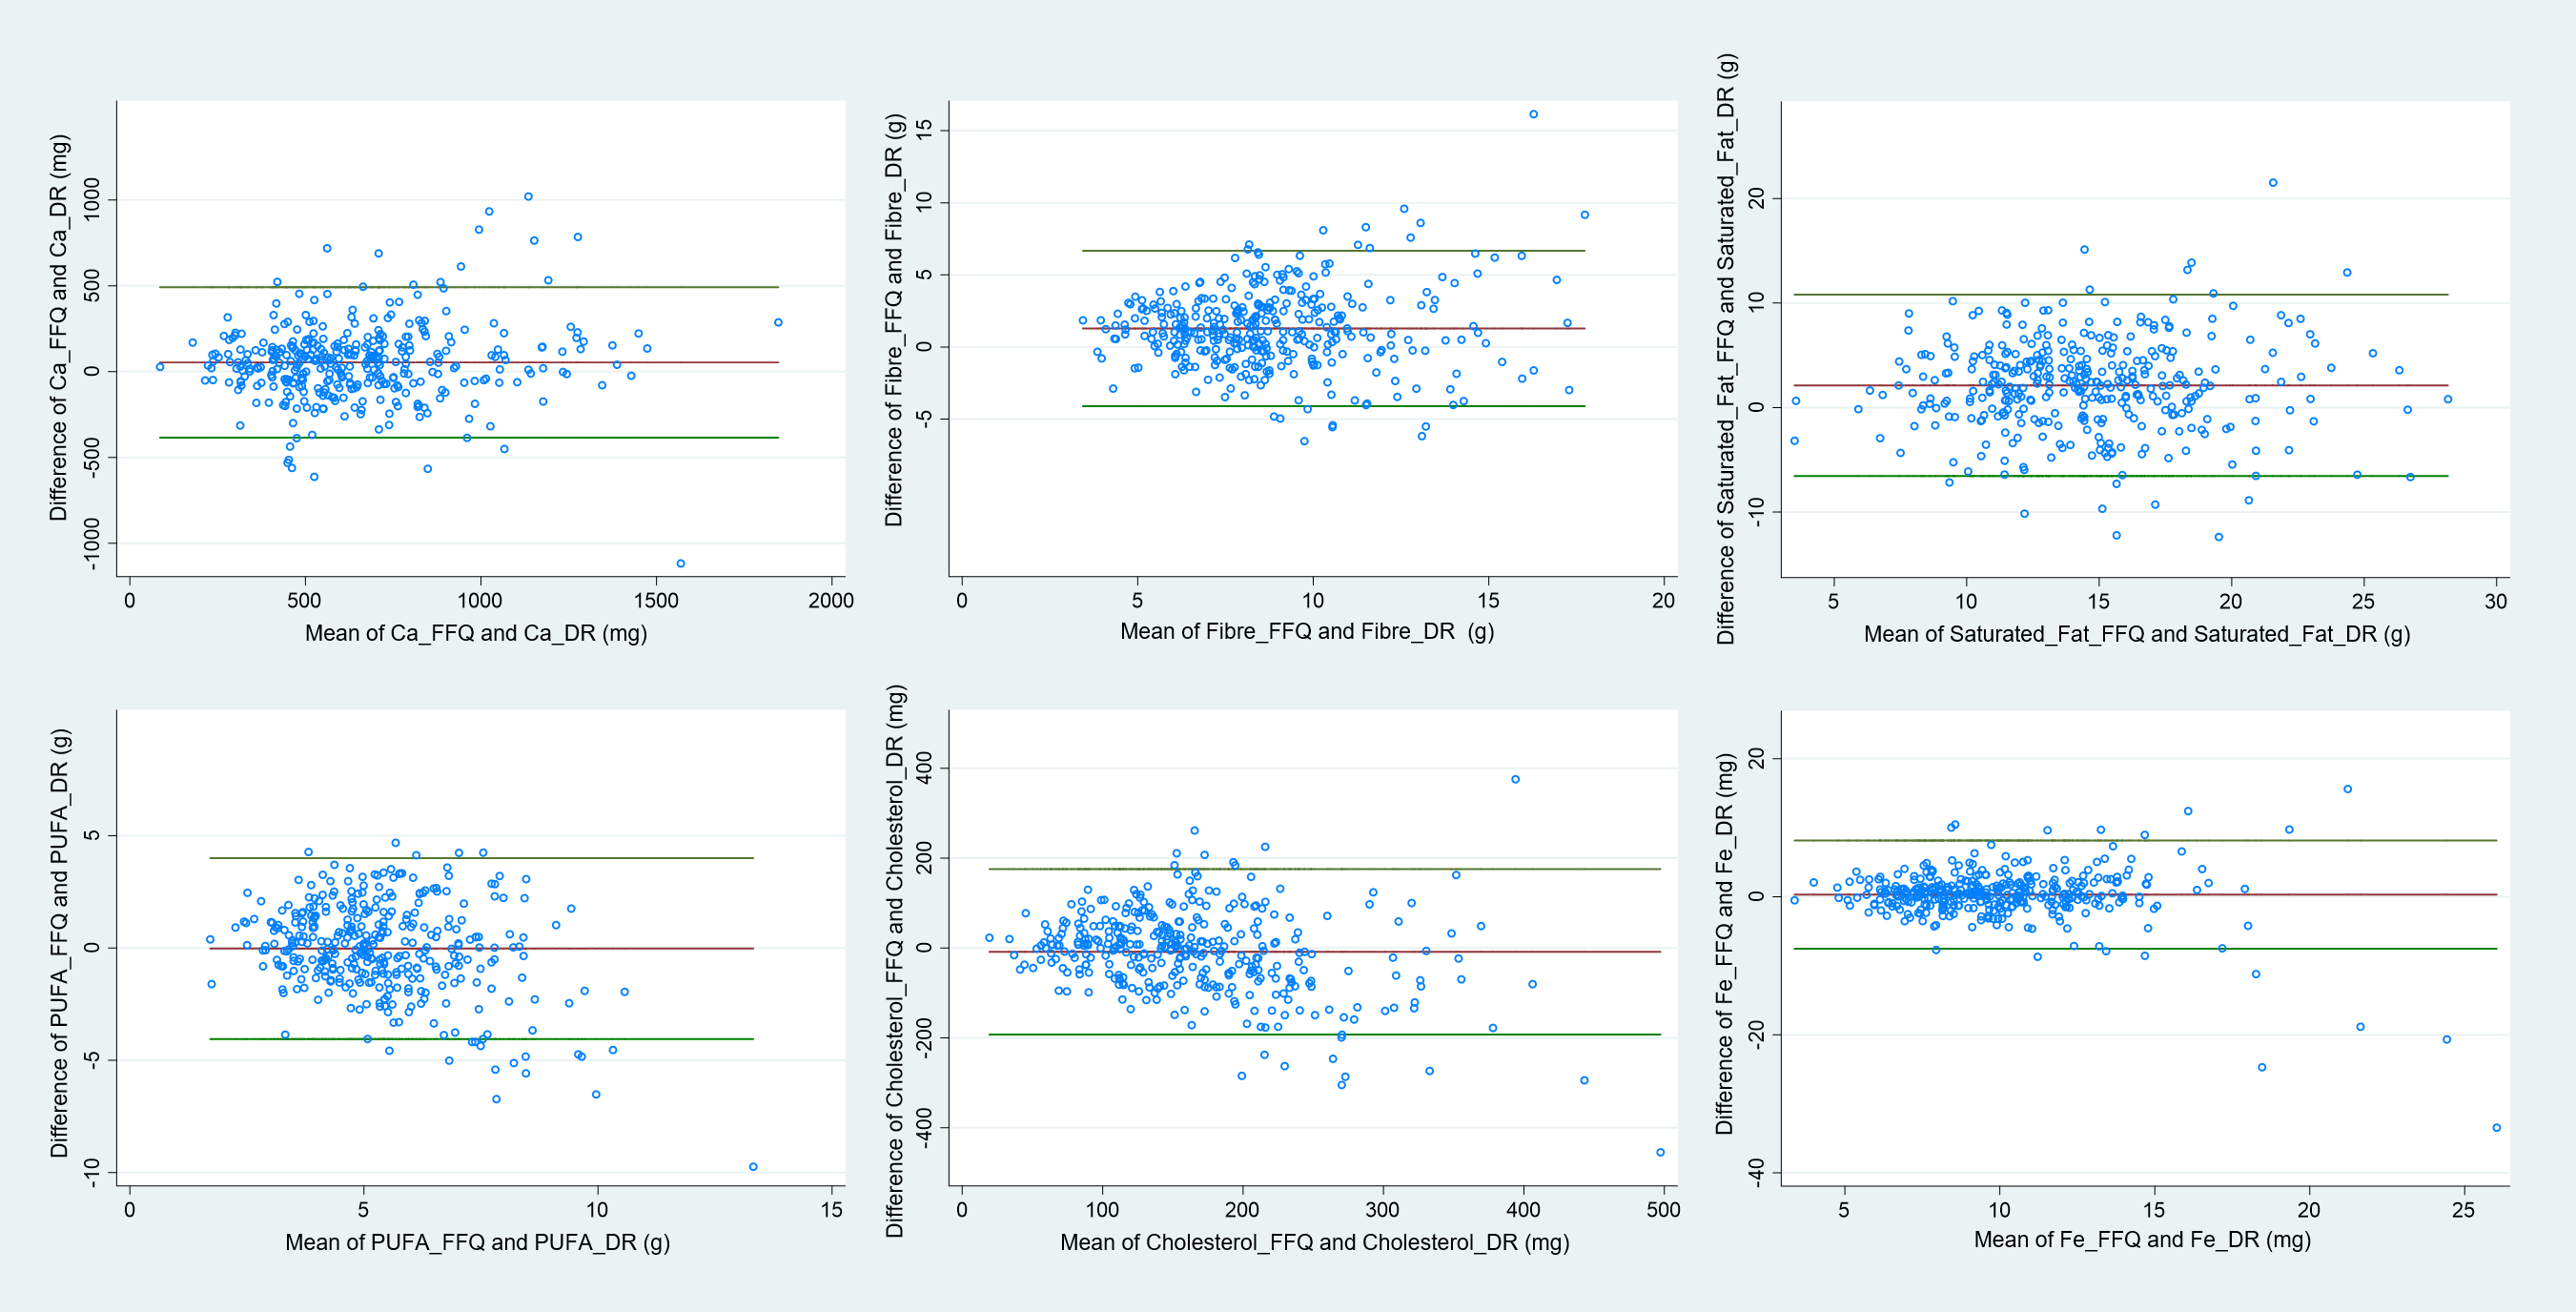 Difference of Ca_FFQ and Ca_DR (mg)
1000
500
0
-500
-1000
0 500 1000 1500 2000
Mean of Ca_FFQ and Ca_DR (mg)
Difference of Fibre_FFQ and Fibre_DR (g)
15
10
5
0
-5
0 5 10 15 20
Mean of Fibre_FFQ and Fibre_DR (g)
Difference of Saturated_Fat_FFQ and Saturated_Fat_DR (g)
20
10
0
-10
5 10 15 20 25 30
Mean of Saturated_Fat_FFQ and Saturated_Fat_DR (g)
Difference of PUFA_FFQ and PUFA_DR (g)
5
0
-5
-10
0 5 10 15
Mean of PUFA_FFQ and PUFA_DR (g)
Difference of Cholesterol_FFQ and Cholesterol_DR (mg)
400
200
0
-200
-400
0 100 200 300 400 500
Mean of Cholesterol_FFQ and Cholesterol_DR (mg)
Difference of Fe_FFQ and Fe_DR (mg)
20
0
-20
-40
5 10 15 20 25
Mean of Fe_FFQ and Fe_DR (mg)